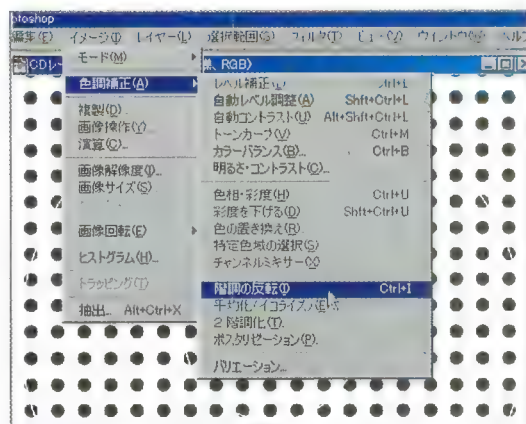 otoshop
編集(E) イメージ(I) レイヤー(L) 選択範囲(S) フィルタ(T) ビュー(V) ウィンドウ(W) ヘル
CDレ
景, RGB)
モード(M)
色調補正(A)
複製(D)...
画像操作(Y)...
演算(C)...
画像解像度(I)...
画像サイズ(S)...
画像回転(E)
ヒストグラム(H)...
トラッピング(T)
抽出... Alt+Ctrl+X
レベル補正(L) Ctrl+L
自動レベル調整(A) Shft+Ctrl+L
自動コントラスト(U) Alt+Shft+Ctrl+L
トーンカーブ(V) Ctrl+M
カラーバランス(B)... Ctrl+B
明るさ・コントラスト(C)...
色相・彩度(H) Ctrl+U
彩度を下げる(D) Shft+Ctrl+U
色の置き換え(R)...
特定色域の選択(S)
チャンネルミキサー(X)
階調の反転(I) Ctrl+I
平均化(イコライズ)(E)
2階調化(T)...
ポスタリゼーション(P)...
バリエーション...